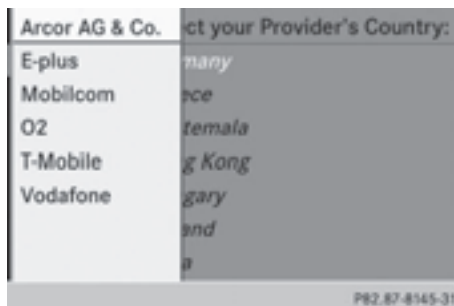 Arcor AG & Co. ct your Provider's Country:
E-plus many
Mobilcom ece
O2 temala
T-Mobile g Kong
Vodafone gary
and
a
P82.87-8145-31